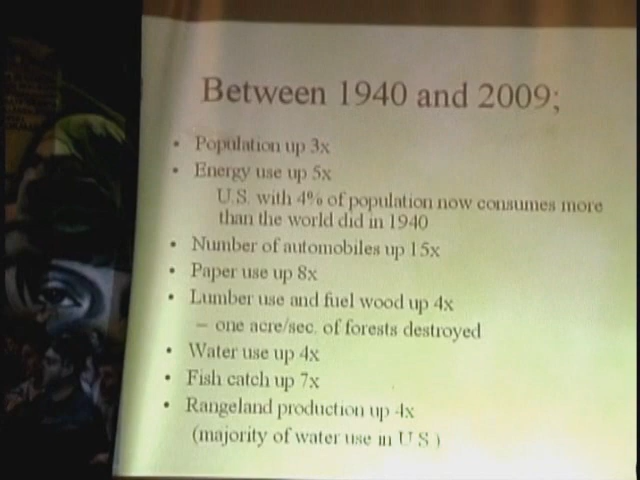 Between 1940 and 2009;
• Population up 3x
• Energy use up 5x
U.S. with 4% of population now consumes more
than the world did in 1940
• Number of automobiles up 15x
• Paper use up 8x
• Lumber use and fuel wood up 4x
– one acre/sec. of forests destroyed
• Water use up 4x
• Fish catch up 7x
• Rangeland production up 4x
(majority of water use in U.S.)